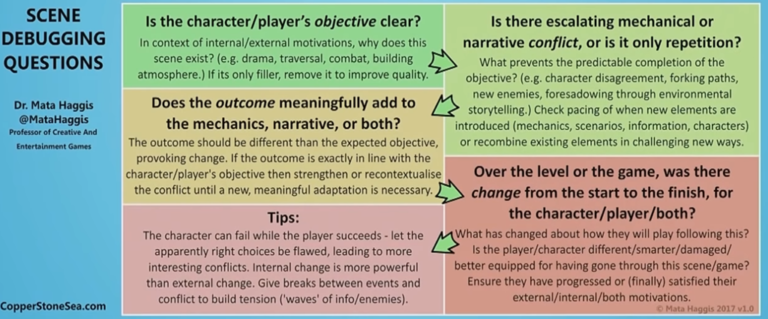 SCENE
DEBUGGING
QUESTIONS
Dr. Mata Haggis
@MataHaggis
Professor of Creative And
Entertainment Games
CopperStoneSea.com
Is the character/player's objective clear?
In context of internal/external motivations, why does this
scene exist? (e.g. drama, traversal, combat, building
atmosphere.) If its only filler, remove it to improve quality.
Is there escalating mechanical or
narrative conflict, or is it only repetition?
What prevents the predictable completion of the
objective? (e.g. character disagreement, forking paths,
new enemies, foresadowing through environmental
storytelling.) Check pacing of when new elements are
introduced (mechanics, scenarios, information, characters)
or recombine existing elements in challenging new ways.
Does the outcome meaningfully add to
the mechanics, narrative, or both?
The outcome should be different than the expected objective,
provoking change. If the outcome is exactly in line with the
character/player's objective then strengthen or recontextualise
the conflict until a new, meaningful adaptation is necessary.
Over the level or the game, was there
change from the start to the finish, for
the character/player/both?
What has changed about how they will play following this?
Is the player/character different/smarter/damaged/
better equipped for having gone through this scene/game?
Ensure they have progressed or (finally) satisfied their
external/internal/both motivations.
Tips:
The character can fail while the player succeeds - let the
apparently right choices be flawed, leading to more
interesting conflicts. Internal change is more powerful
than external change. Give breaks between events and
conflict to build tension ('waves' of info/enemies).
© Mata Haggis 2017 v1.0